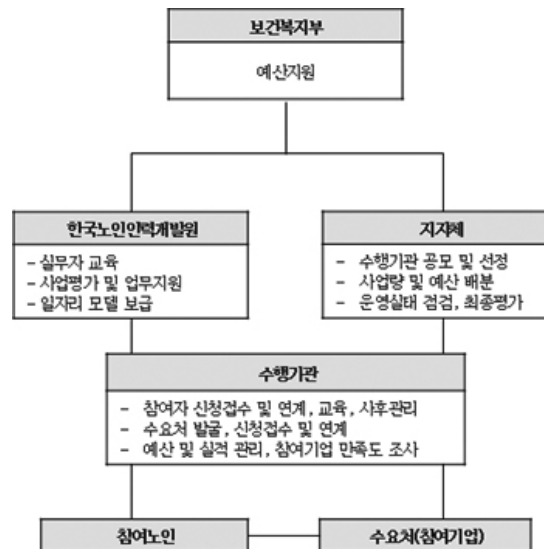 보건복지부
예산지원
한국노인인력개발원
- 실무자 교육
- 사업평가 및 업무지원
- 일자리 모델 보급
지자체
- 수행기관 공모 및 선정
- 사업량 및 예산 배분
- 운영실태 점검, 최종평가
수행기관
- 참여자 신청접수 및 연계, 교육, 사후관리
- 수요처 발굴, 신청접수 및 연계
- 예산 및 실적 관리, 참여기업 만족도 조사
참여노인
수요처(참여기업)